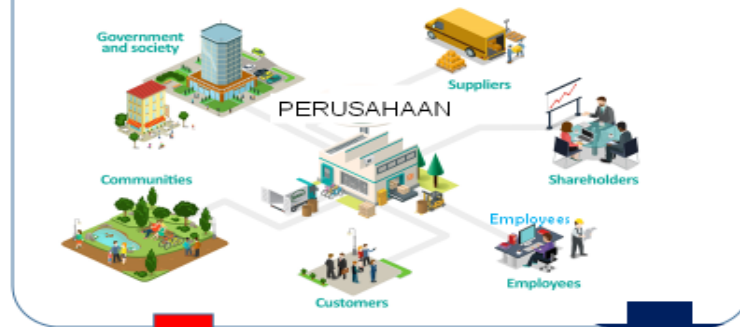 Government
and society
Suppliers
PERUSAHAAN
Communities
Shareholders
Employees
Employees
Customers